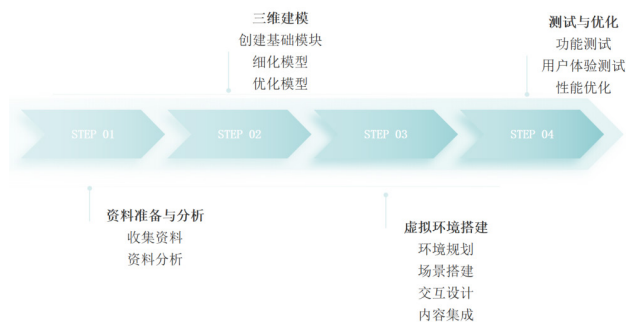 三维建模
创建基础模块
细化模型
优化模型
测试与优化
功能测试
用户体验测试
性能优化
STEP 01
STEP 02
STEP 03
STEP 04
资料准备与分析
收集资料
资料分析
虚拟环境搭建
环境规划
场景搭建
交互设计
内容集成